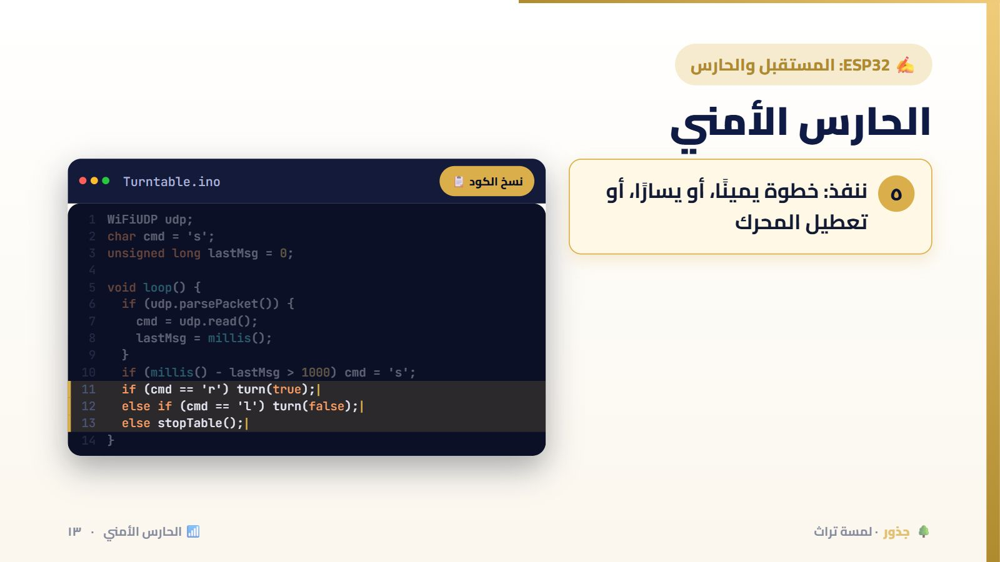 ✍️ ESP32: المستقبل والحارس
الحارس الأمني
٥
ننفذ: خطوة يمينًا، أو يسارًا، أو
تعطيل المحرك
Turntable.ino
نسخ الكود 📋
1 WiFiUDP udp;
2 char cmd = 's';
3 unsigned long lastMsg = 0;
4
5 void loop() {
6   if (udp.parsePacket()) {
7     cmd = udp.read();
8     lastMsg = millis();
9   }
10   if (millis() - lastMsg > 1000) cmd = 's';
11   if (cmd == 'r') turn(true);|
12   else if (cmd == 'l') turn(false);|
13   else stopTable();|
14 }
🌳 جذور · لمسة تراث
📶 الحارس الأمني · ١٣